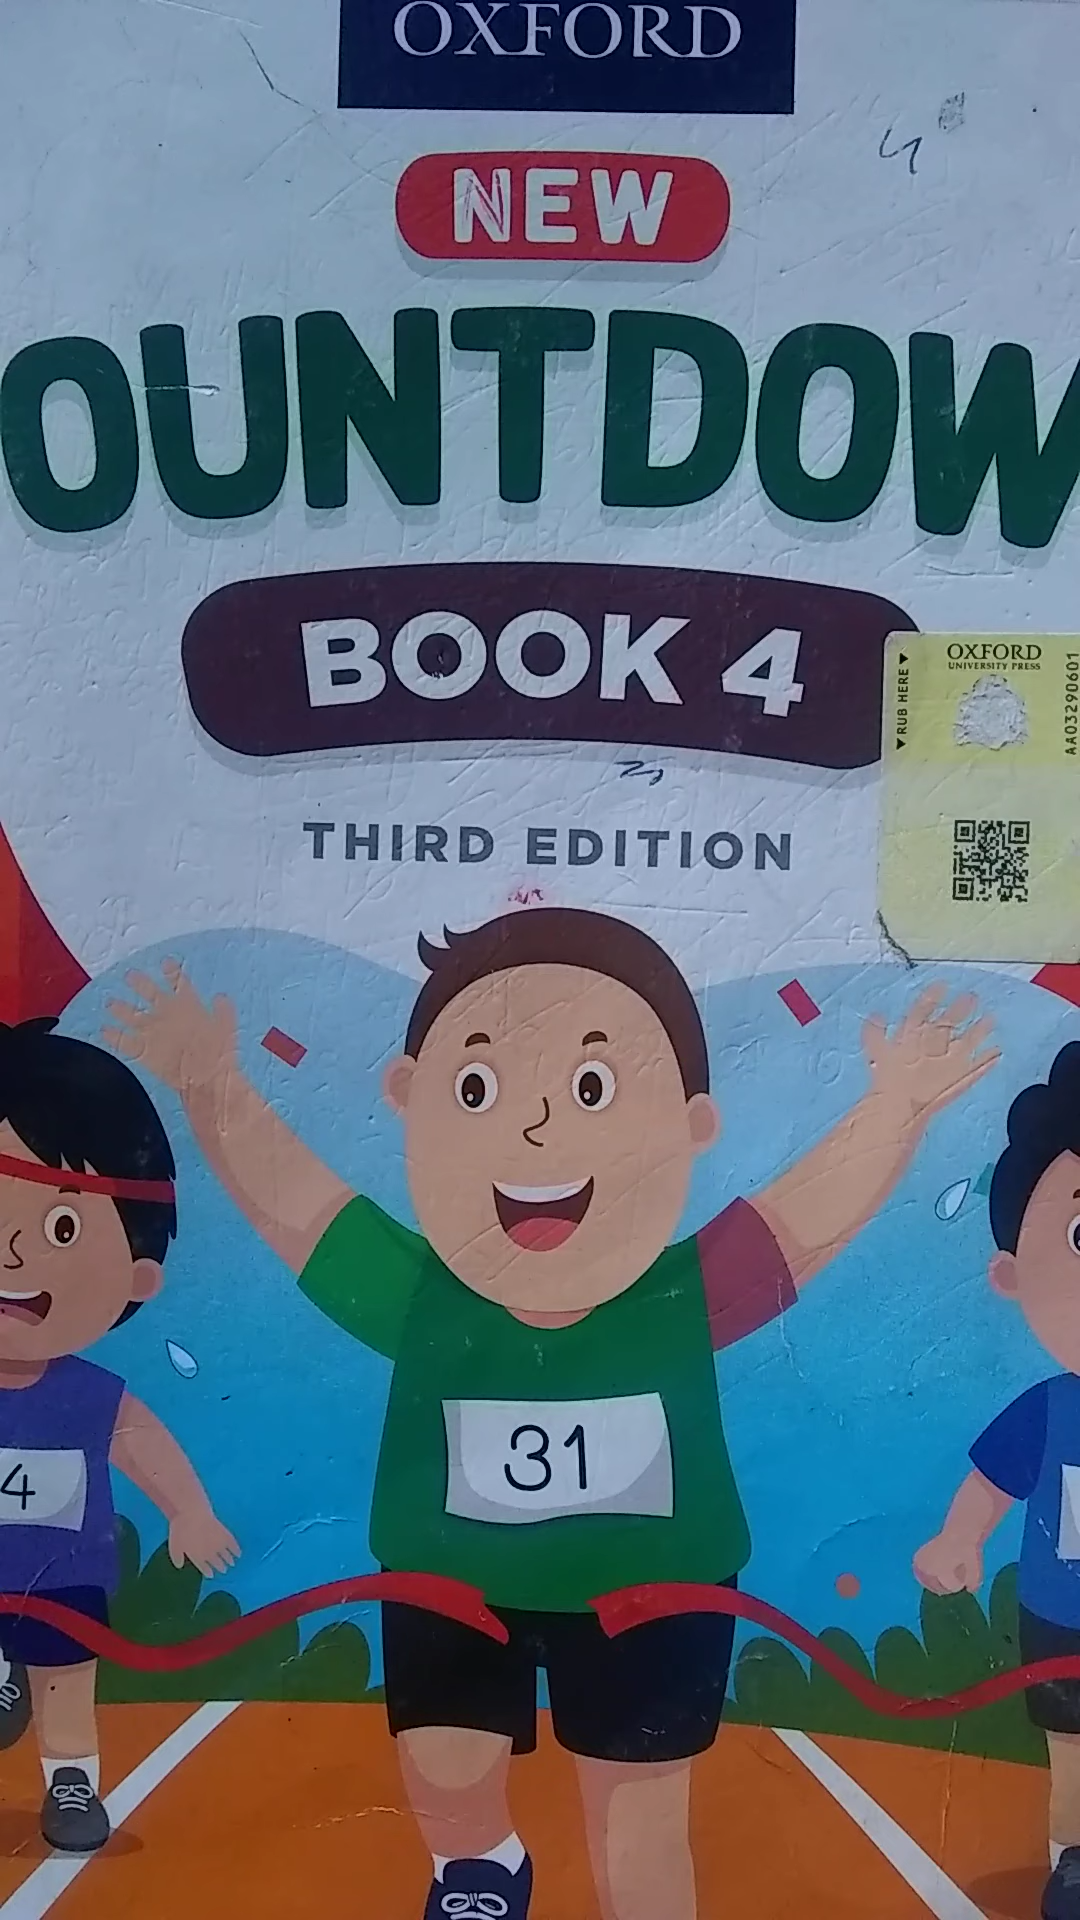 OXFORD
NEW
OUNTDOW
BOOK 4
OXFORD
UNIVERSITY PRESS
RUB HERE
AA03290601
THIRD EDITION
31
4